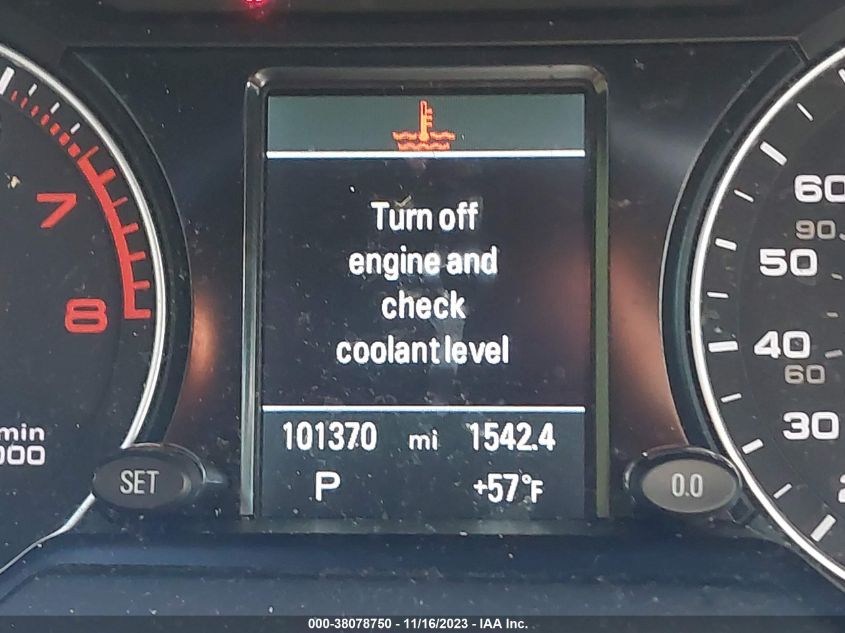 Turn off
engine and
check
coolant level
101370 mi 1542.4
P +57°F
SET
0.0
7
8
min
000
60
90
50
40
60
30
000-38078750 - 11/16/2023 - IAA Inc.